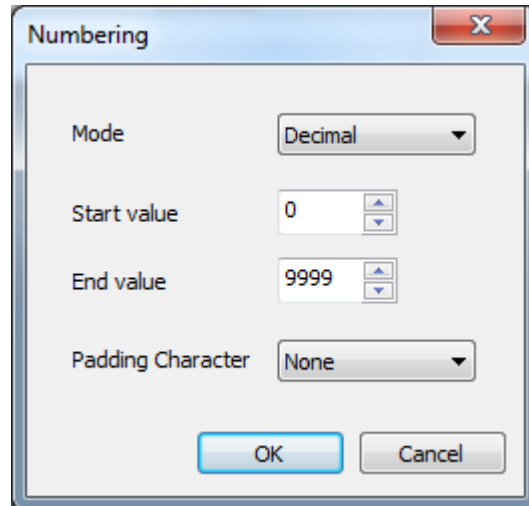 Numbering
Mode Decimal
Start value 0
End value 9999
Padding Character None
OK Cancel